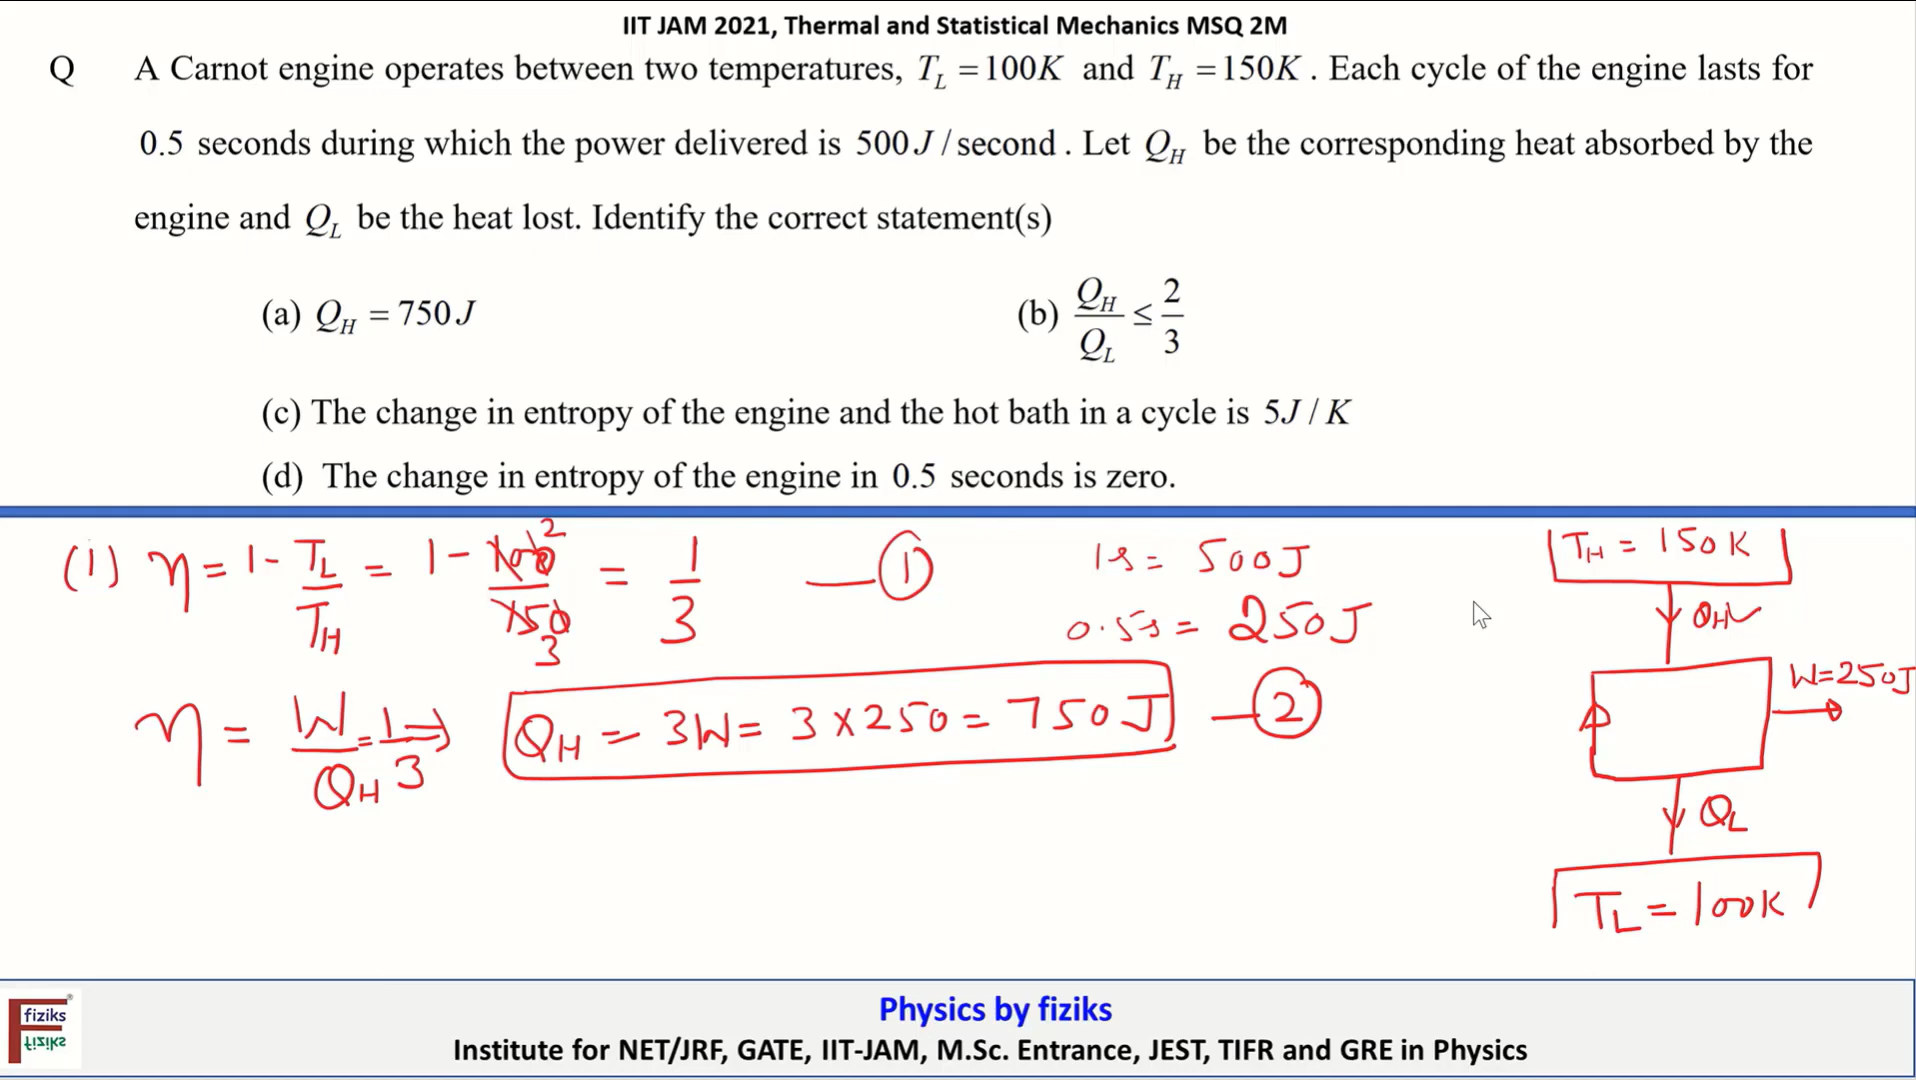 IIT JAM 2021, Thermal and Statistical Mechanics MSQ 2M
Q A Carnot engine operates between two temperatures, T_L = 100K and T_H = 150K . Each cycle of the engine lasts for
0.5 seconds during which the power delivered is 500 J / second . Let Q_H be the corresponding heat absorbed by the
engine and Q_L be the heat lost. Identify the correct statement(s)
(a) Q_H = 750 J (b) Q_H/Q_L ≤ 2/3
(c) The change in entropy of the engine and the hot bath in a cycle is 5J / K
(d) The change in entropy of the engine in 0.5 seconds is zero.
(1) η = 1 - T_L/T_H = 1 - 100/150 2 3 = 1/3 — ①
1s = 500J
0.5s = 250J
η = W/Q_H = 1/3 ⇒ Q_H = 3W = 3 × 250 = 750 J — ②
T_H = 150K
Q_H
W = 250J
Q_L
T_L = 100K
fiziks ®
fiziks
Physics by fiziks
Institute for NET/JRF, GATE, IIT-JAM, M.Sc. Entrance, JEST, TIFR and GRE in Physics